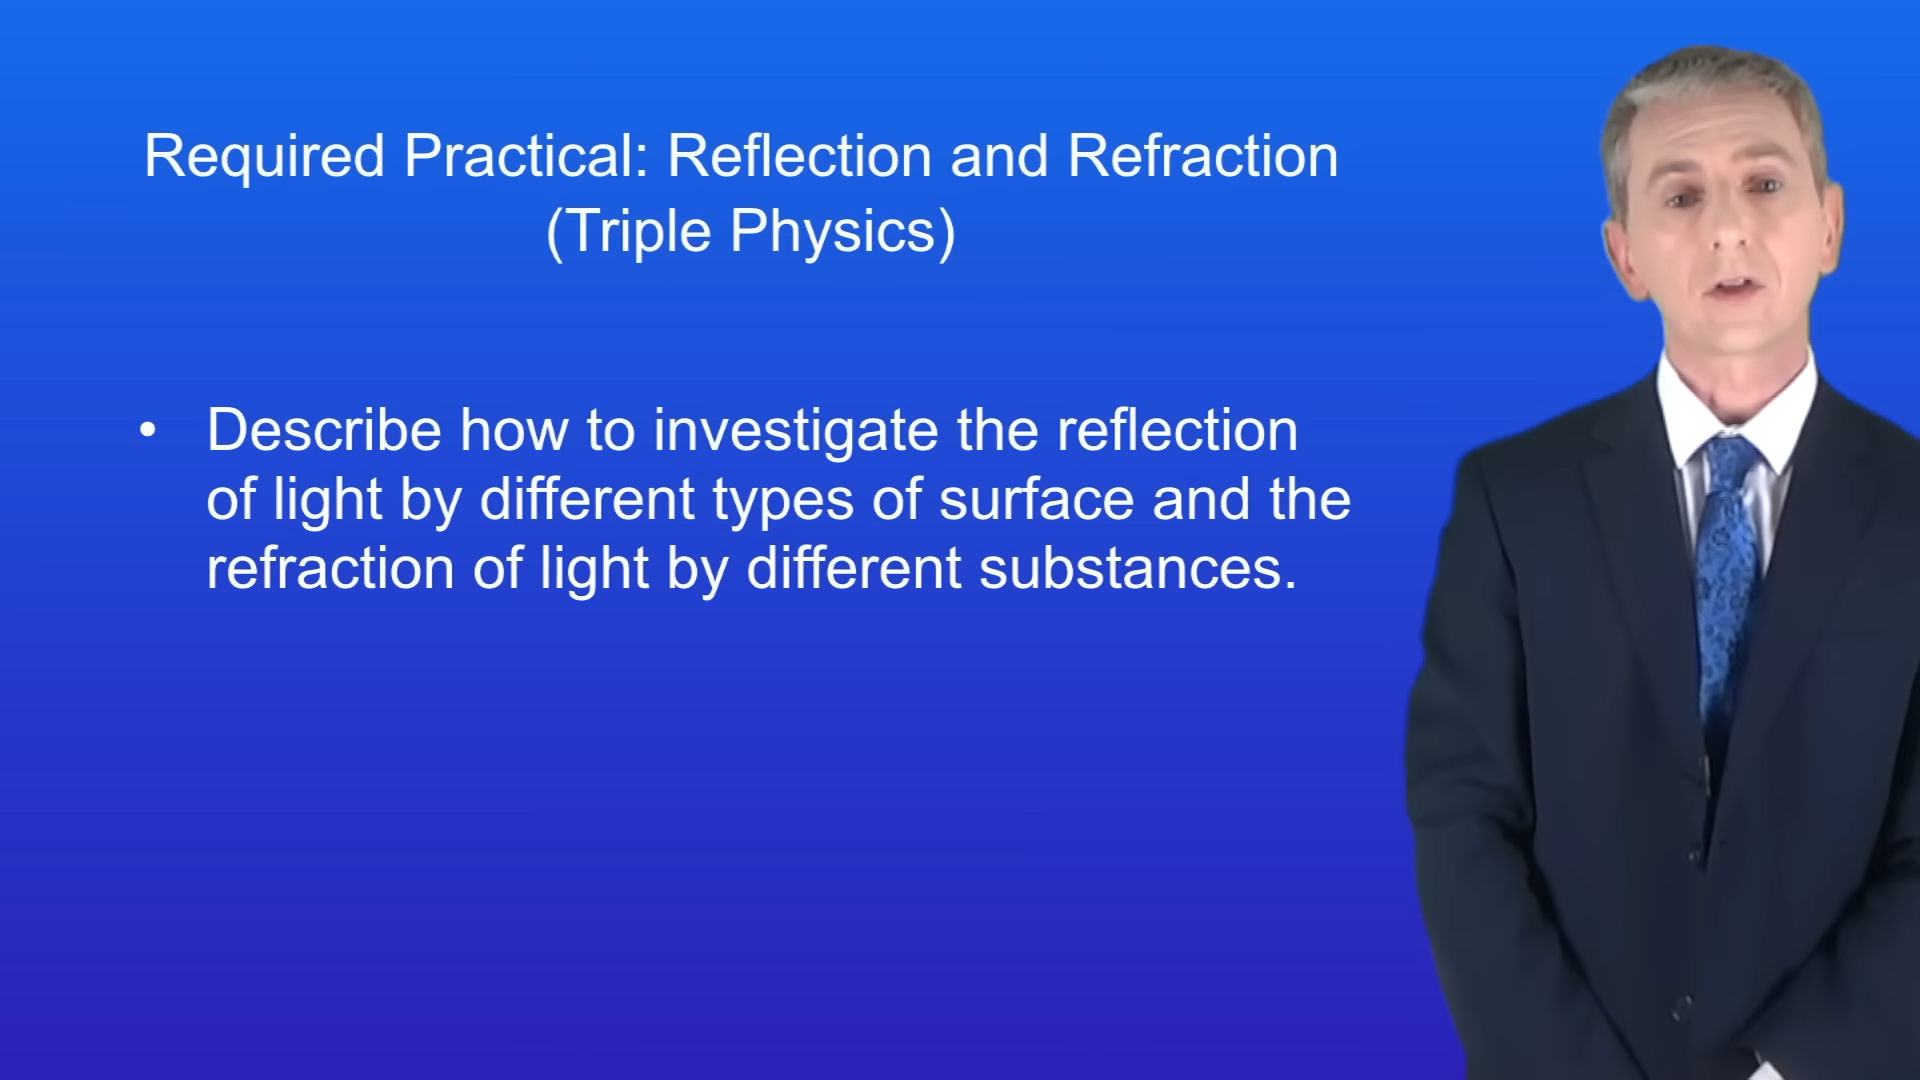 Required Practical: Reflection and Refraction
(Triple Physics)
• Describe how to investigate the reflection
of light by different types of surface and the
refraction of light by different substances.